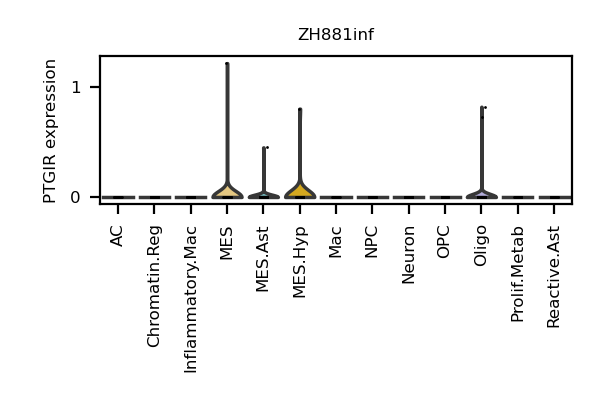 ZH881inf
PTGIR expression
1
0
AC
Chromatin.Reg
Inflammatory.Mac
MES
MES.Ast
MES.Hyp
Mac
NPC
Neuron
OPC
Oligo
Prolif.Metab
Reactive.Ast